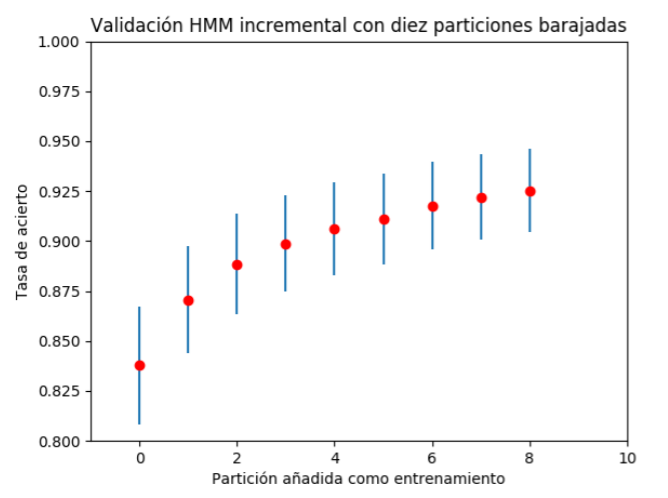 Validación HMM incremental con diez particiones barajadas
1.000
0.975
0.950
0.925
0.900
0.875
0.850
0.825
0.800
Tasa de acierto
0 2 4 6 8 10
Partición añadida como entrenamiento